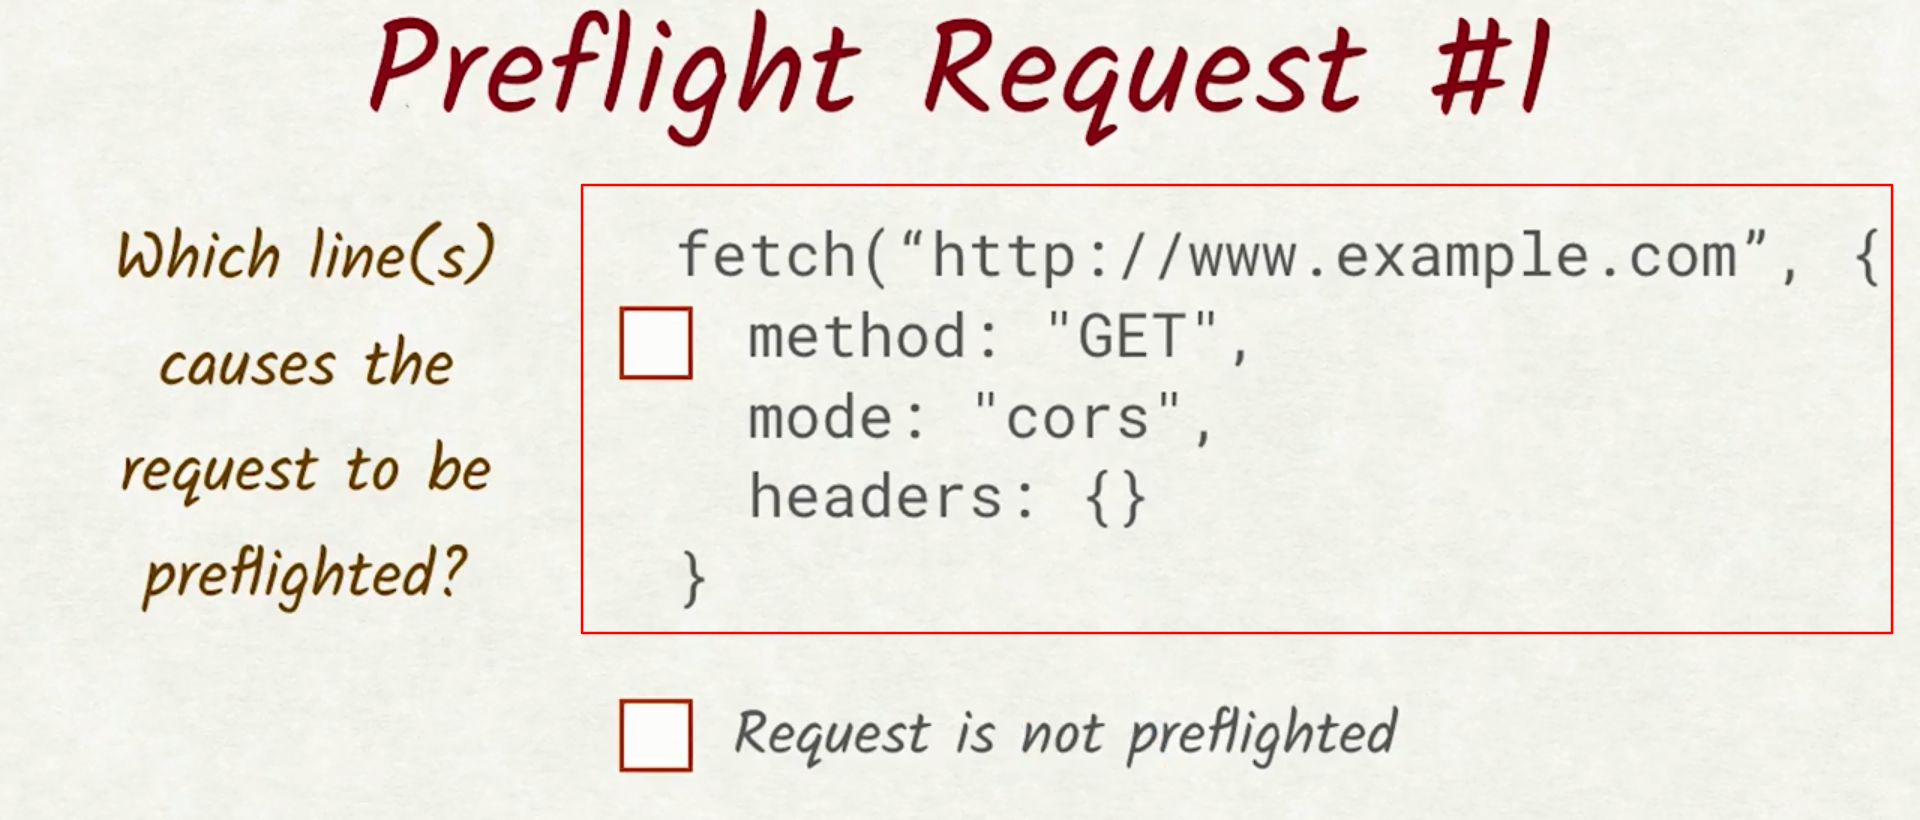 Preflight Request #1
Which line(s)
causes the
request to be
preflighted?
fetch(“http://www.example.com”, {
method: "GET",
mode: "cors",
headers: {}
}
Request is not preflighted